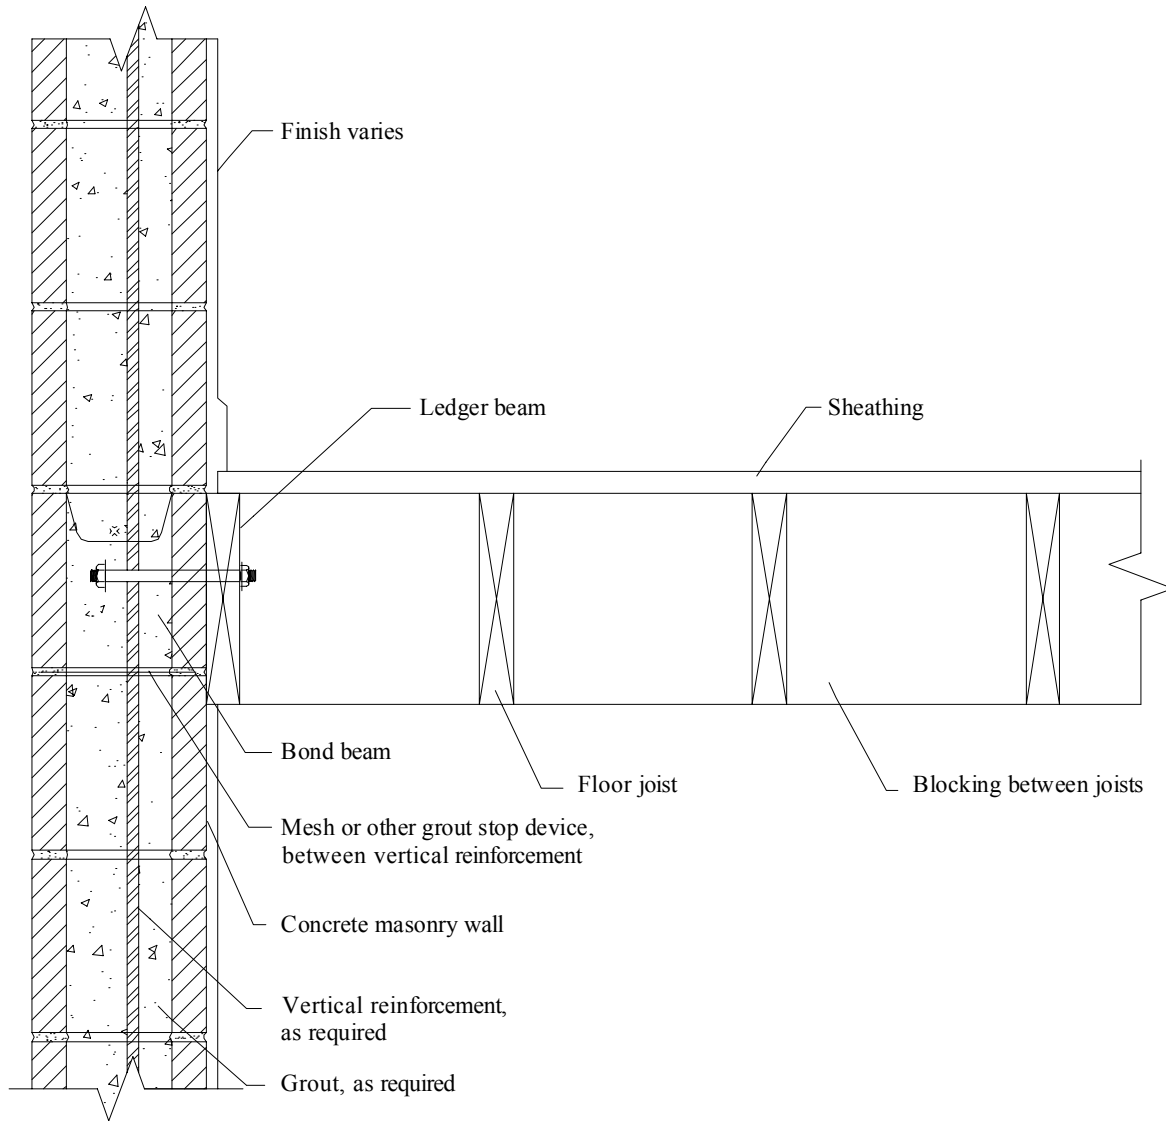 Finish varies
Ledger beam
Sheathing
Bond beam
Floor joist
Blocking between joists
Mesh or other grout stop device,
between vertical reinforcement
Concrete masonry wall
Vertical reinforcement,
as required
Grout, as required